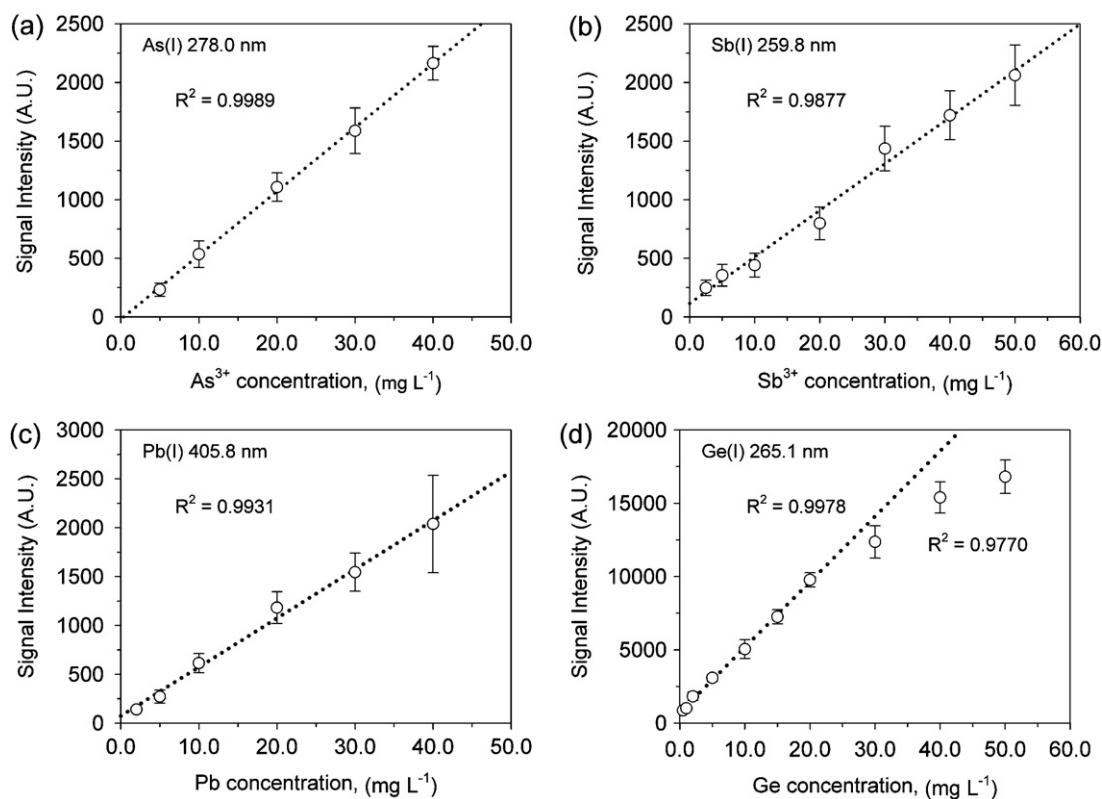 (a)
As(I) 278.0 nm
R² = 0.9989
Signal Intensity (A.U.)
2500
2000
1500
1000
500
0
0.0 10.0 20.0 30.0 40.0 50.0
As³⁺ concentration, (mg L⁻¹)
(b)
Sb(I) 259.8 nm
R² = 0.9877
Signal Intensity (A.U.)
2500
2000
1500
1000
500
0
0.0 10.0 20.0 30.0 40.0 50.0 60.0
Sb³⁺ concentration, (mg L⁻¹)
(c)
Pb(I) 405.8 nm
R² = 0.9931
Signal Intensity (A.U.)
3000
2500
2000
1500
1000
500
0
0.0 10.0 20.0 30.0 40.0 50.0
Pb concentration, (mg L⁻¹)
(d)
Ge(I) 265.1 nm
R² = 0.9978
R² = 0.9770
Signal Intensity (A.U.)
20000
15000
10000
5000
0
0.0 10.0 20.0 30.0 40.0 50.0 60.0
Ge concentration, (mg L⁻¹)